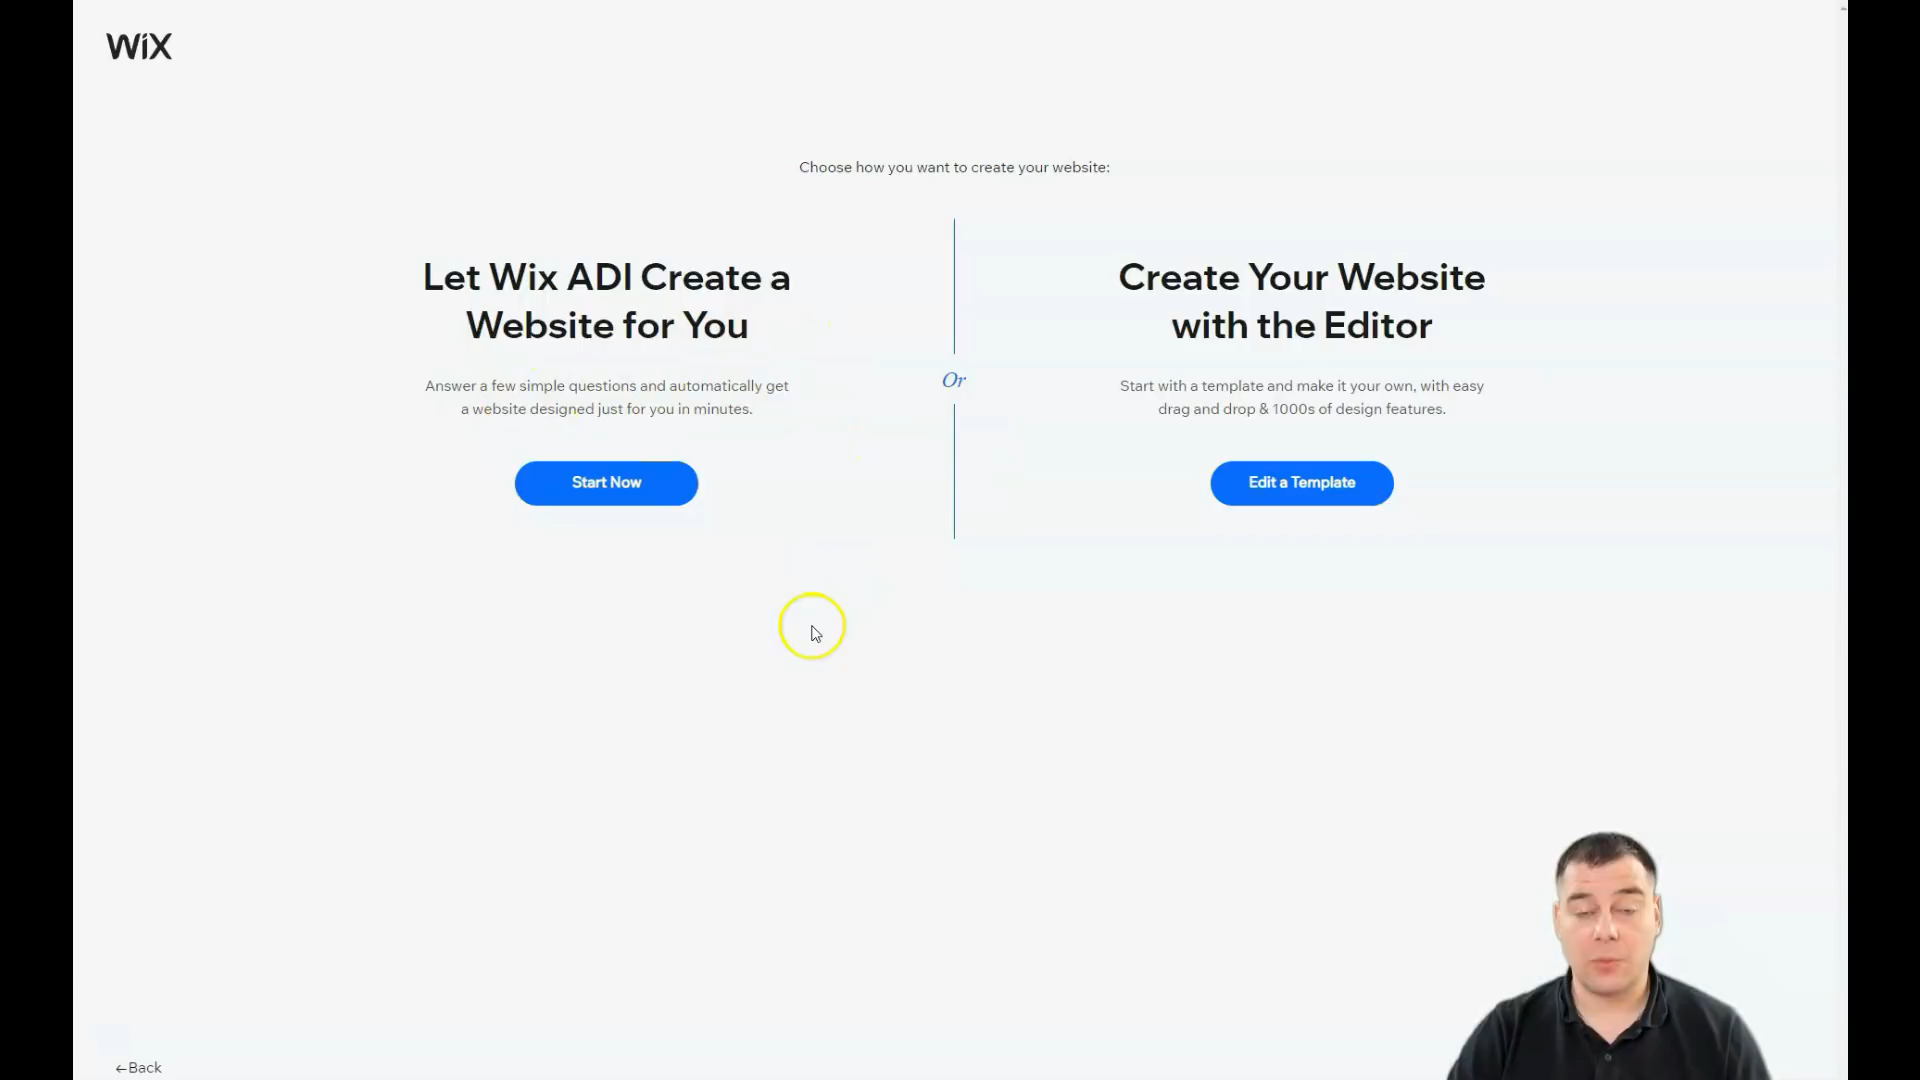 WiX
Choose how you want to create your website:
Let Wix ADI Create a
Website for You
Answer a few simple questions and automatically get
a website designed just for you in minutes.
Start Now
Or
Create Your Website
with the Editor
Start with a template and make it your own, with easy
drag and drop & 1000s of design features.
Edit a Template
←Back